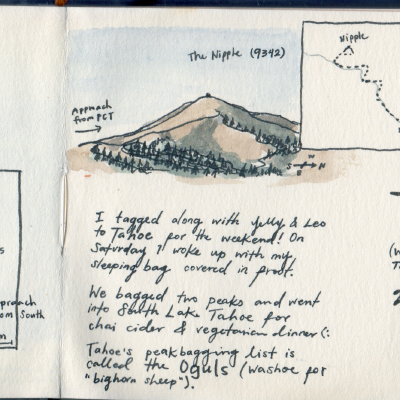 The Nipple (9342)
Nipple
Approach
from PCT
S N
I tagged along with Yelly & Leo
to Tahoe for the weekend! On
Saturday I woke up with my
sleeping bag covered in frost.
We bagged two peaks and went
into South Lake Tahoe for
chai cider & vegetarian dinner (:
Tahoe's peakbagging list is
called the Oguls (Washoe for
"bighorn sheep").
proach
om South